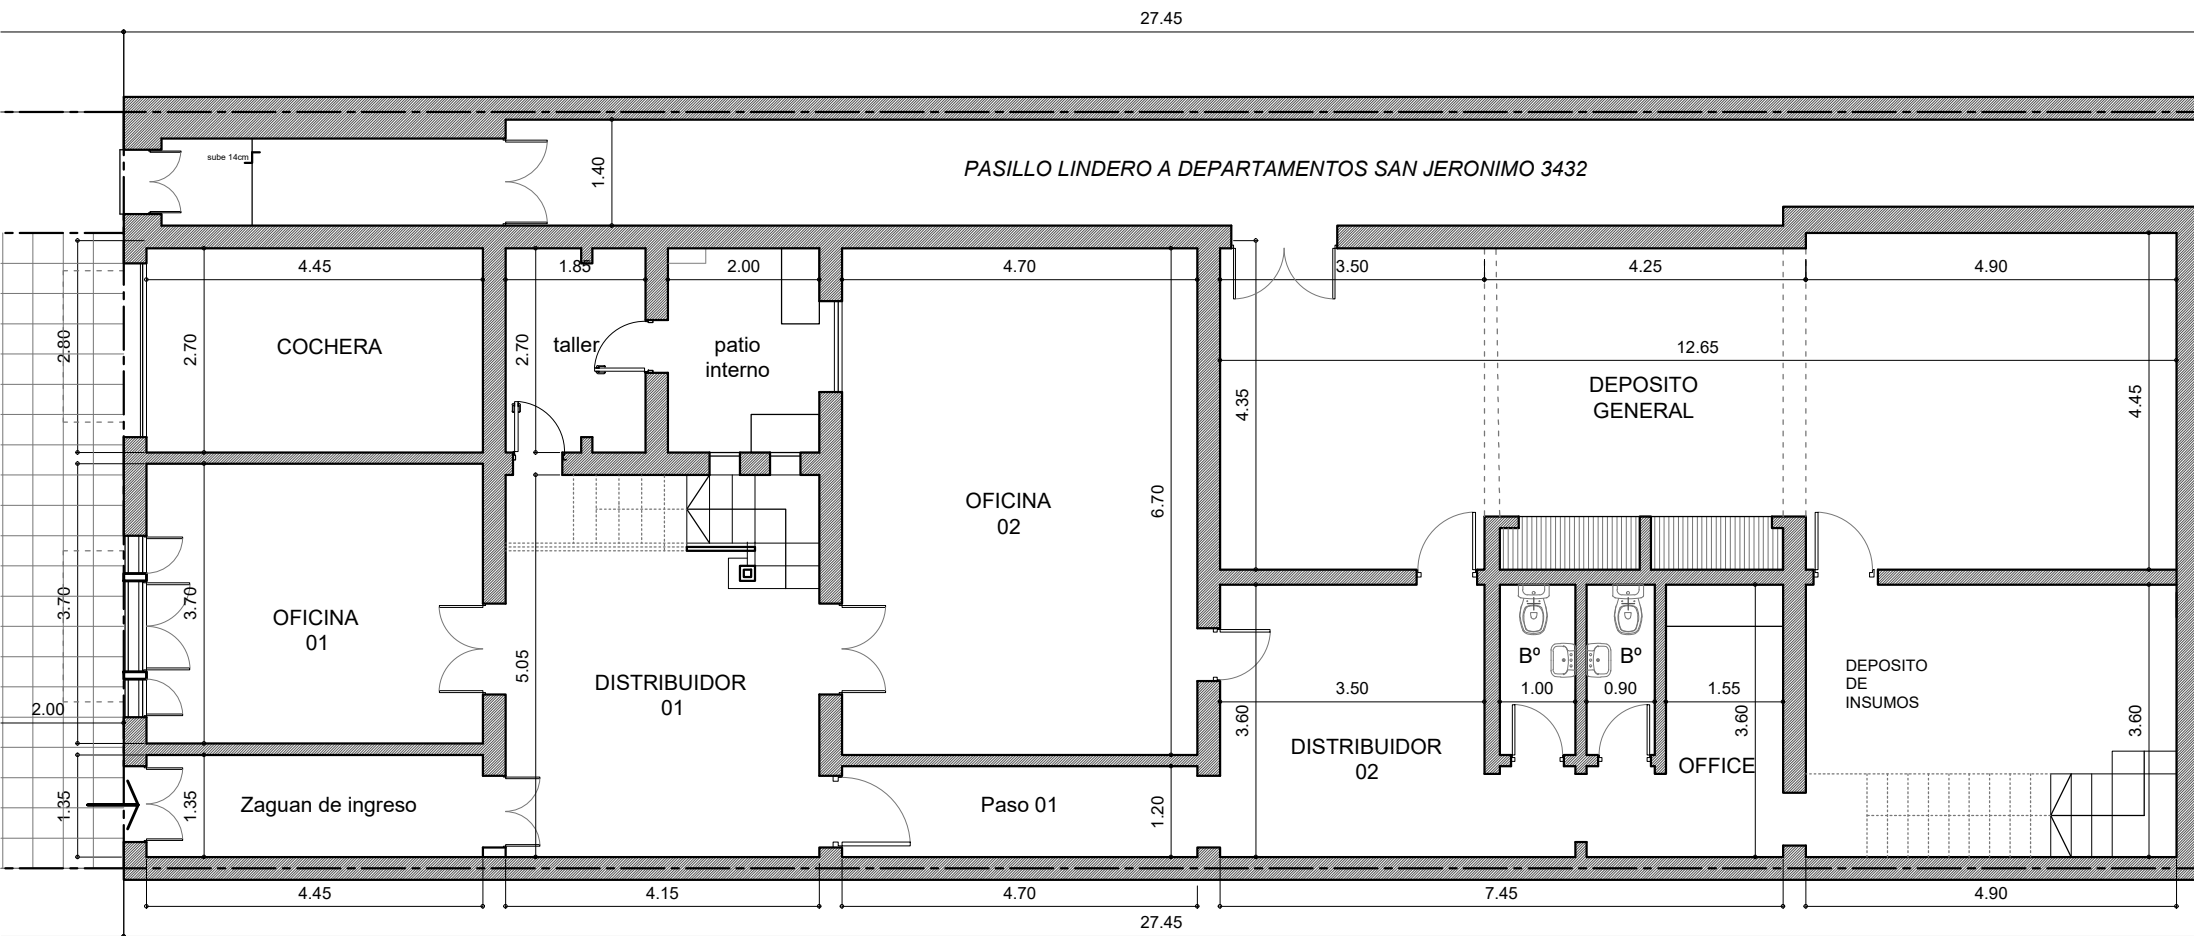 27.45
sube 14cm
1.40
PASILLO LINDERO A DEPARTAMENTOS SAN JERONIMO 3432
4.45
1.85
2.00
4.70
3.50
4.25
4.90
2.80
2.70
COCHERA
2.70
taller
patio
interno
12.65
DEPOSITO
GENERAL
4.35
4.45
OFICINA
02
6.70
3.70
3.70
OFICINA
01
5.05
DISTRIBUIDOR
01
Bº
Bº
DEPOSITO
DE
INSUMOS
3.50
1.00
0.90
1.55
2.00
3.60
3.60
3.60
DISTRIBUIDOR
02
OFFICE
1.35
1.35
Zaguan de ingreso
Paso 01
1.20
4.45
4.15
4.70
7.45
4.90
27.45